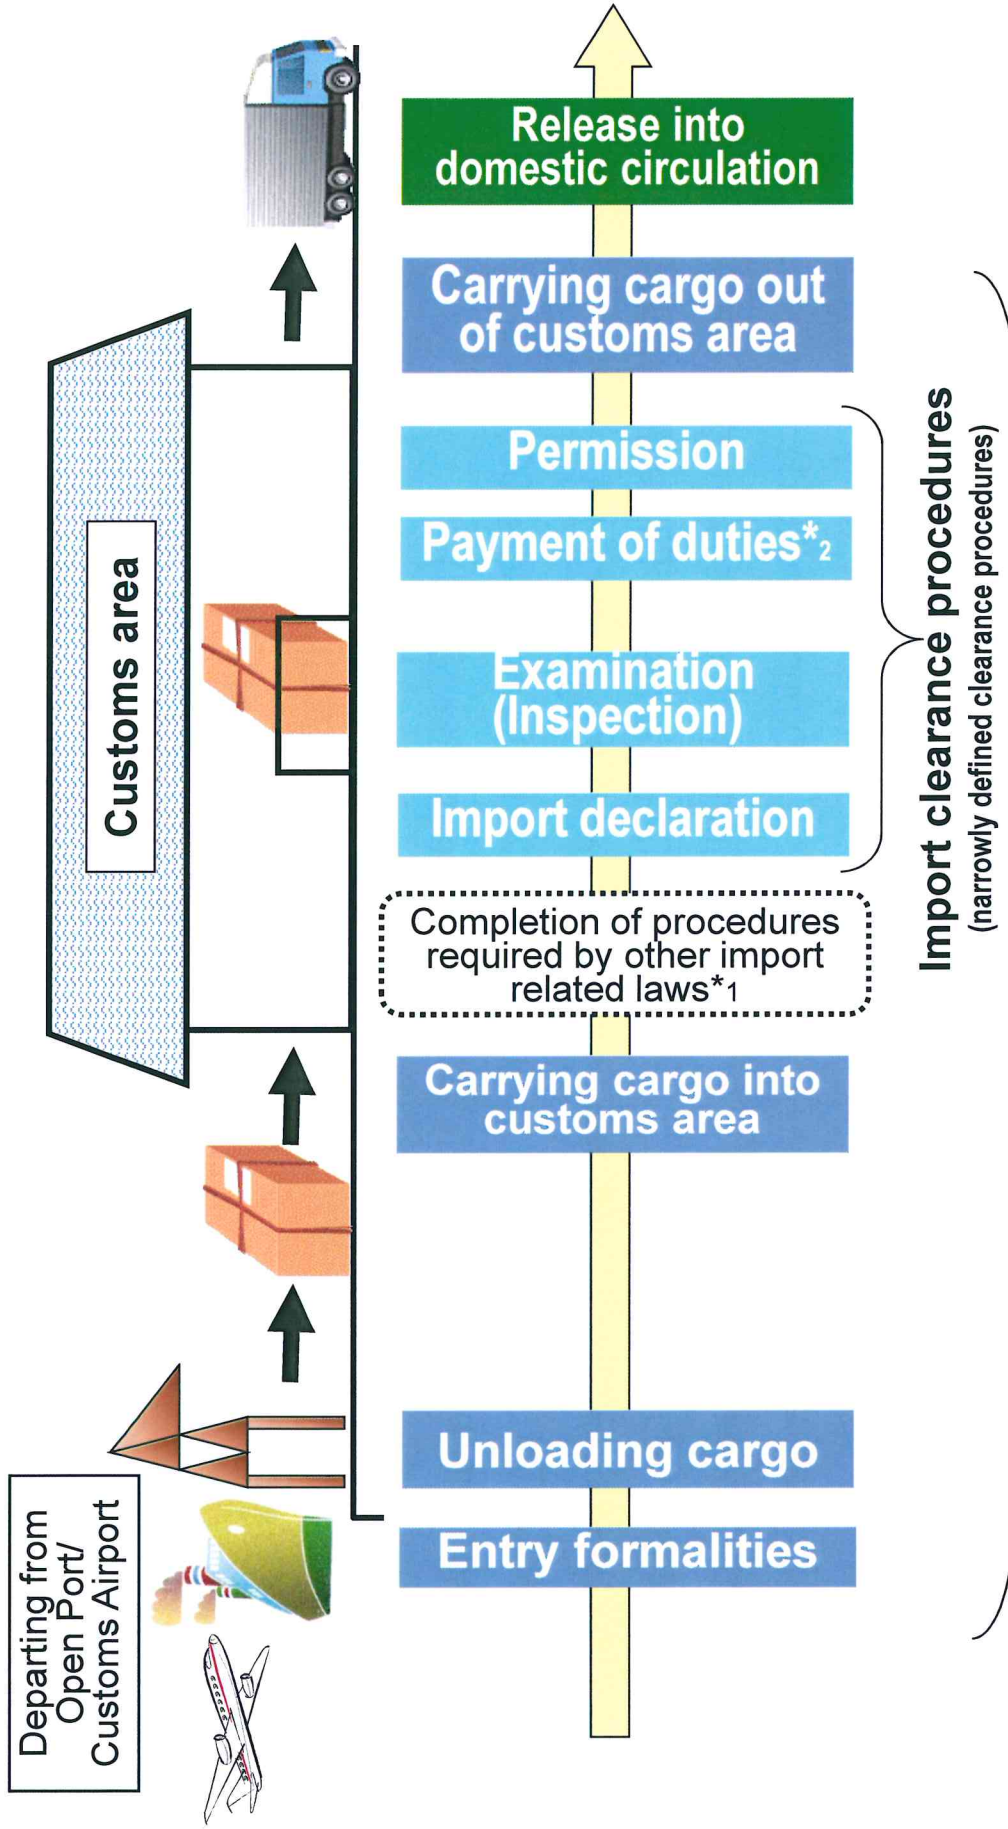 Release into
domestic circulation
Carrying cargo out
of customs area
Permission
Payment of duties*2
Examination
(Inspection)
Import declaration
Completion of procedures
required by other import
related laws*1
Carrying cargo into
customs area
Unloading cargo
Entry formalities
Customs area
Departing from
Open Port/
Customs Airport
Import clearance procedures
(narrowly defined clearance procedures)